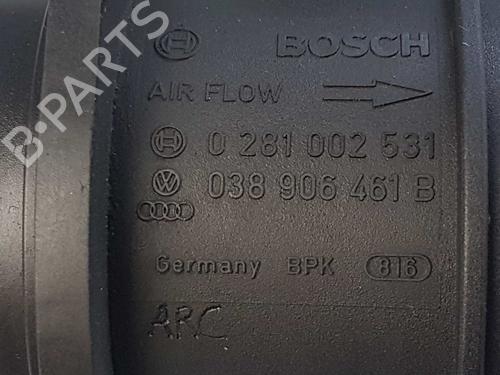 BOSCH
AIR FLOW
0 281 002 531
038 906 461 B
Germany BPK 816
ARC
B-PARTS